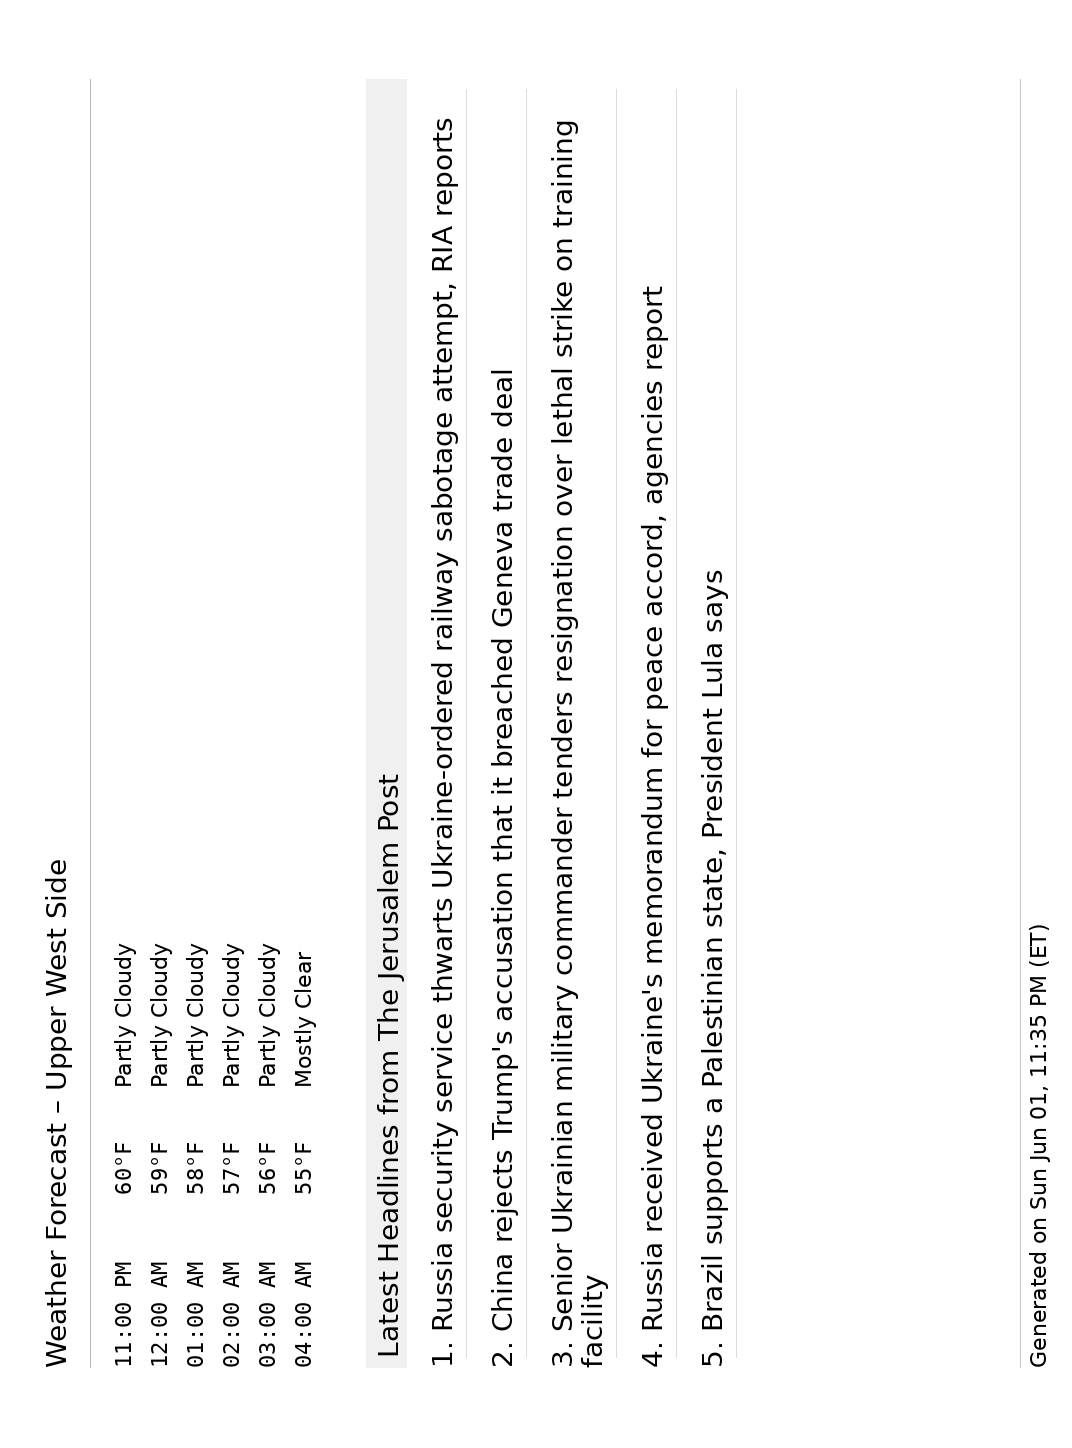 Weather Forecast – Upper West Side
11:00 PM 60°F Partly Cloudy
12:00 AM 59°F Partly Cloudy
01:00 AM 58°F Partly Cloudy
02:00 AM 57°F Partly Cloudy
03:00 AM 56°F Partly Cloudy
04:00 AM 55°F Mostly Clear
Latest Headlines from The Jerusalem Post
1. Russia security service thwarts Ukraine-ordered railway sabotage attempt, RIA reports
2. China rejects Trump's accusation that it breached Geneva trade deal
3. Senior Ukrainian military commander tenders resignation over lethal strike on training
facility
4. Russia received Ukraine's memorandum for peace accord, agencies report
5. Brazil supports a Palestinian state, President Lula says
Generated on Sun Jun 01, 11:35 PM (ET)